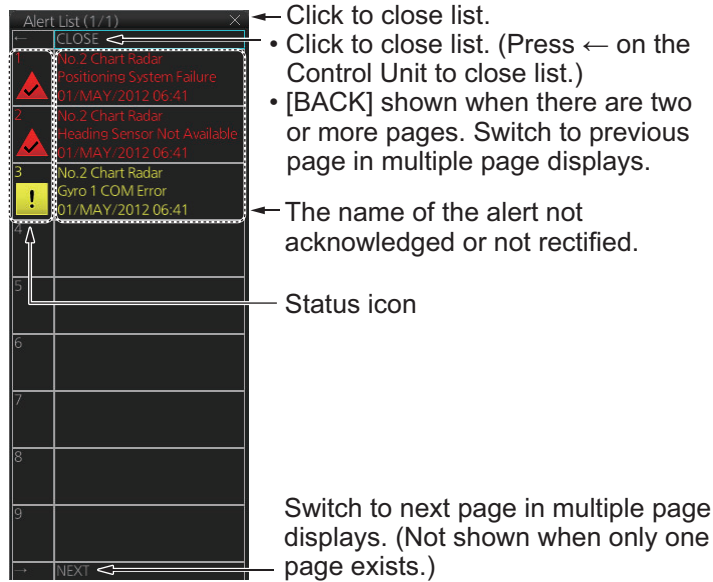 Alert List (1/1) ×
← CLOSE
1 No.2 Chart Radar
Positioning System Failure
01/MAY/2012 06:41
2 No.2 Chart Radar
Heading Sensor Not Available
01/MAY/2012 06:41
3 No.2 Chart Radar
! Gyro 1 COM Error
01/MAY/2012 06:41
4
5
6
7
8
9
→ NEXT
Click to close list.
• Click to close list. (Press ← on the
Control Unit to close list.)
• [BACK] shown when there are two
or more pages. Switch to previous
page in multiple page displays.
The name of the alert not
acknowledged or not rectified.
Status icon
Switch to next page in multiple page
displays. (Not shown when only one
page exists.)